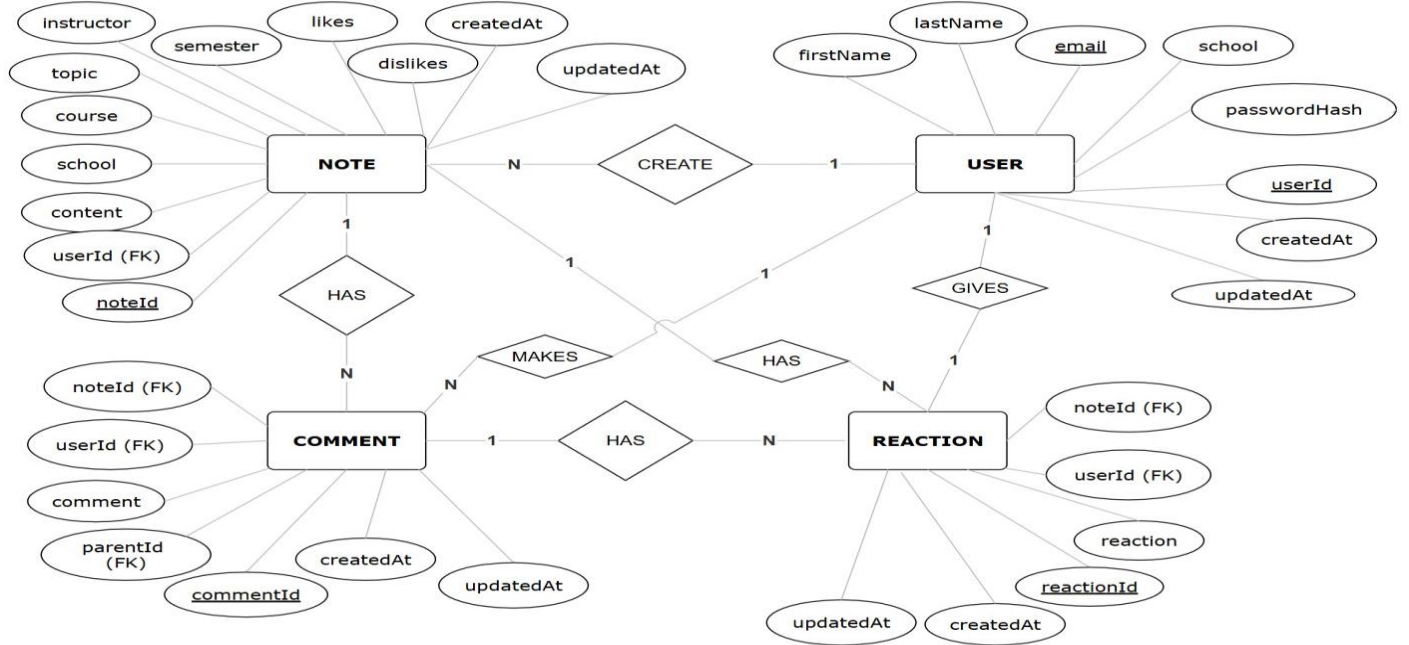 instructor
likes
createdAt
lastName
semester
email
school
firstName
dislikes
updatedAt
topic
course
passwordHash
NOTE
N
CREATE
1
USER
school
userId
content
1
1
createdAt
userId (FK)
1
1
HAS
GIVES
updatedAt
noteId
MAKES
HAS
1
N
N
N
noteId (FK)
noteId (FK)
userId (FK)
COMMENT
1
HAS
N
REACTION
userId (FK)
comment
reaction
parentId
(FK)
createdAt
updatedAt
reactionId
commentId
updatedAt
createdAt